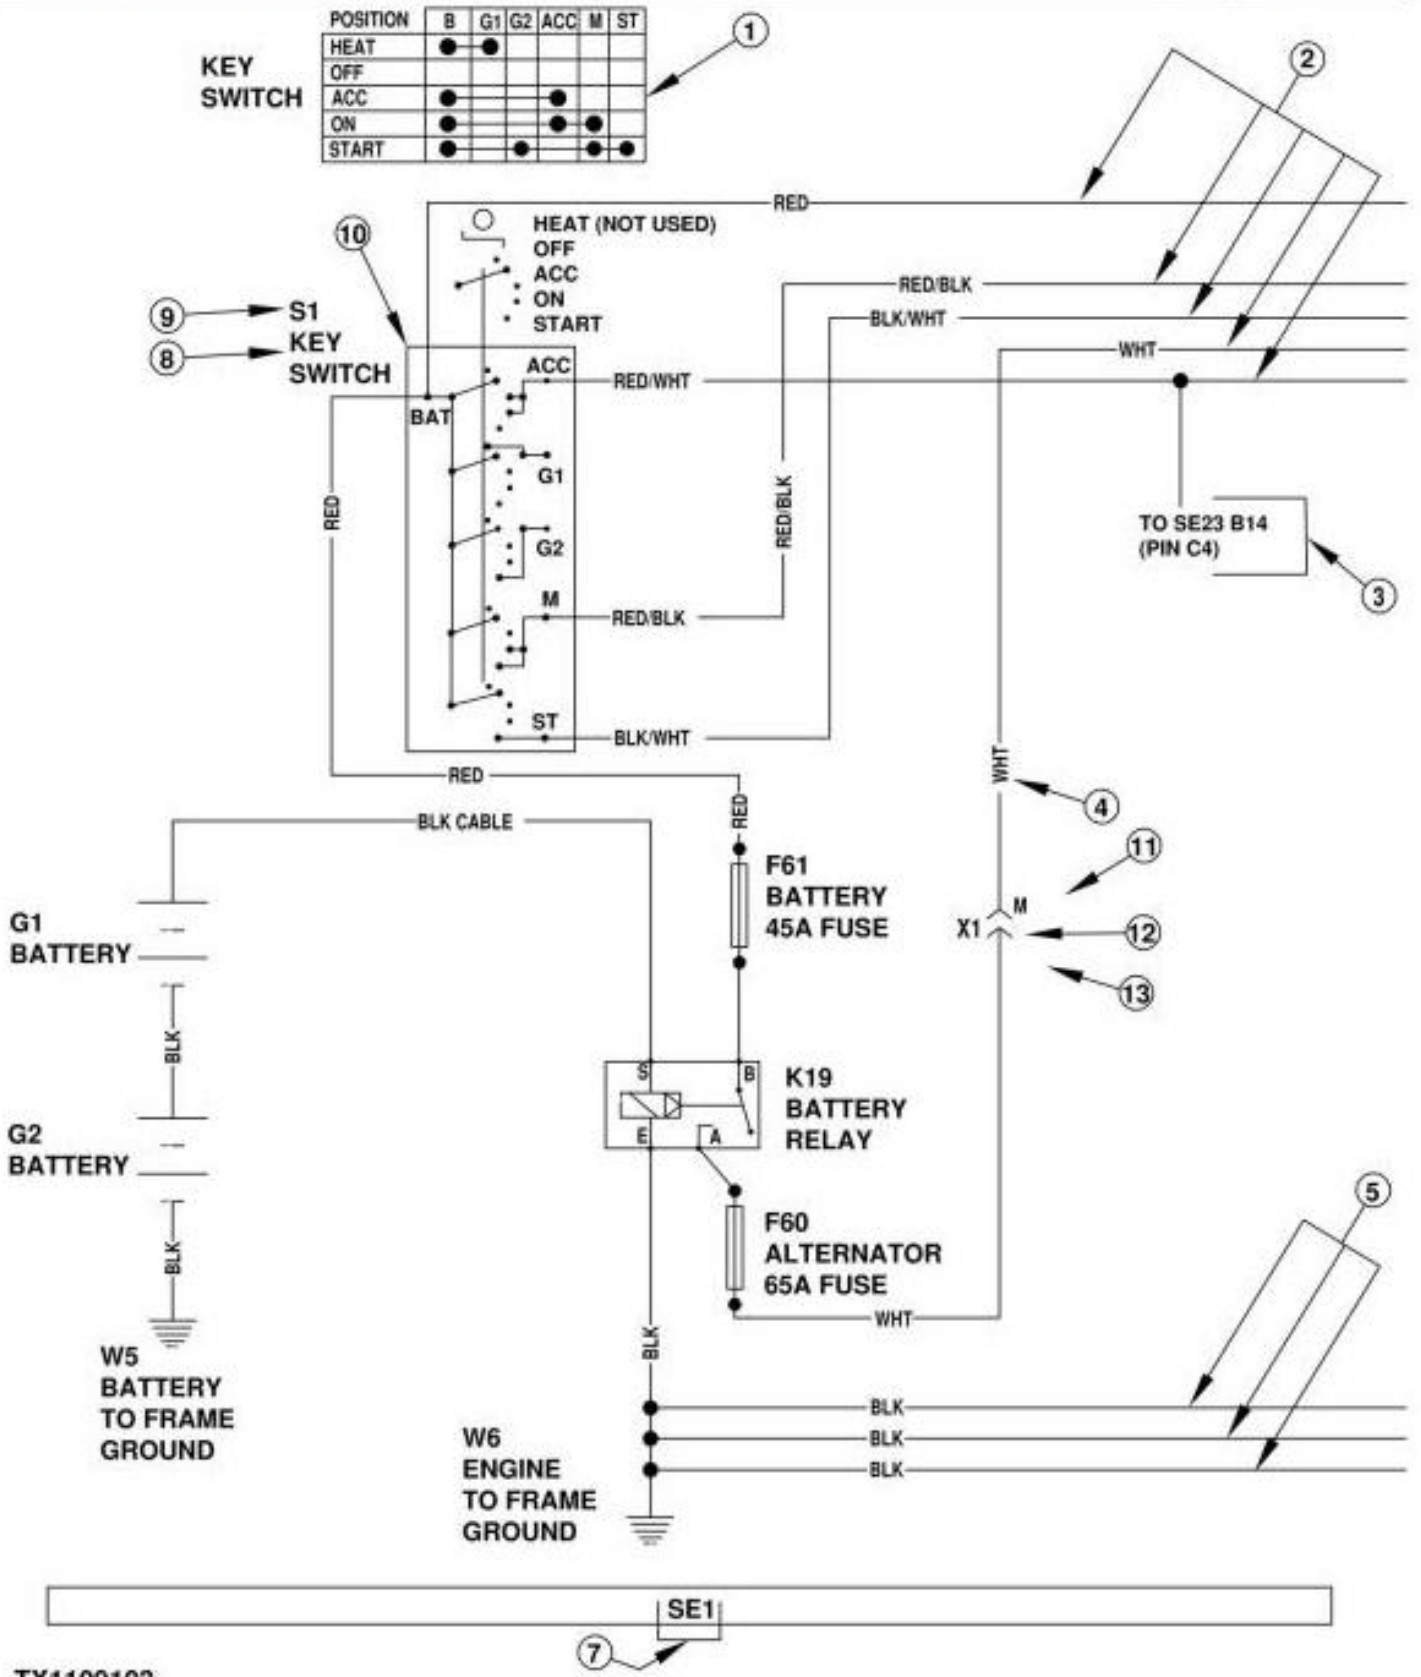 POSITION B G1 G2 ACC M ST
HEAT
OFF
ACC
ON
START
KEY
SWITCH
1
2
RED
HEAT (NOT USED)
OFF
ACC
ON
START
10
RED/BLK
9
S1
BLK/WHT
8
KEY
SWITCH
WHT
ACC
RED/WHT
BAT
G1
RED
RED/BLK
G2
TO SE23 B14
(PIN C4)
3
M
RED/BLK
ST
BLK/WHT
RED
WHT
4
RED
BLK CABLE
11
F61
BATTERY
45A FUSE
M
X1
12
13
G1
BATTERY
BLK
S
B
K19
BATTERY
RELAY
E
A
G2
BATTERY
5
F60
ALTERNATOR
65A FUSE
BLK
WHT
BLK
W5
BATTERY
TO FRAME
GROUND
BLK
BLK
BLK
W6
ENGINE
TO FRAME
GROUND
SE1
7